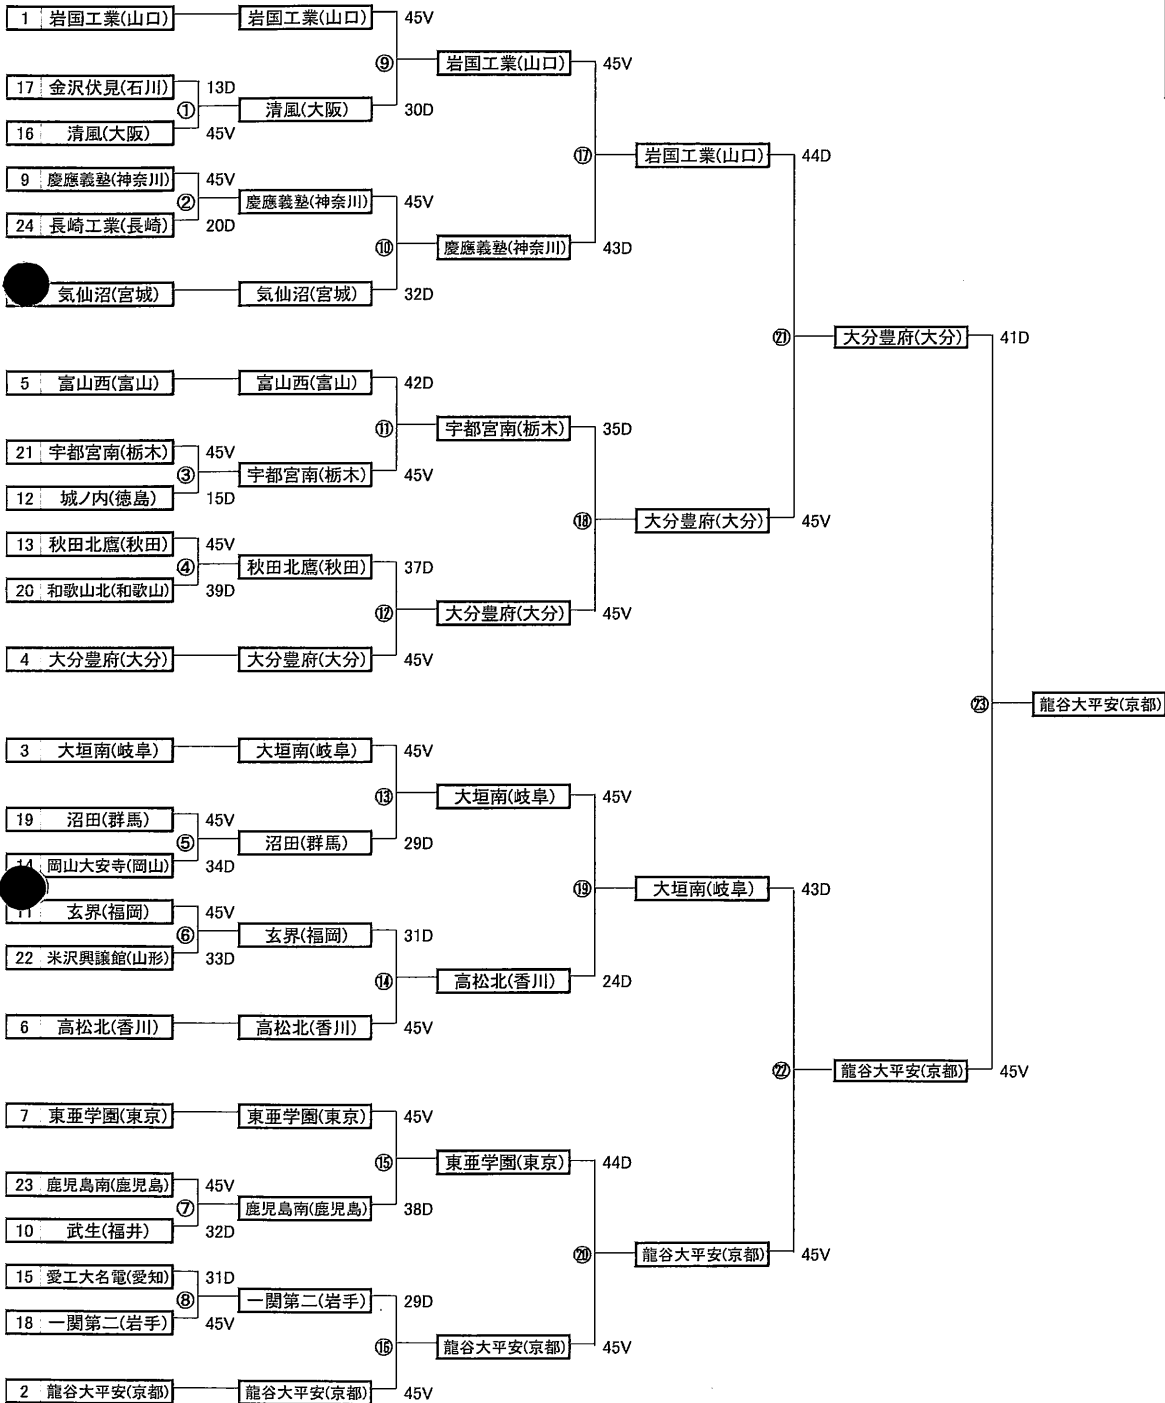 1 岩国工業(山口) 岩国工業(山口) 45V
⑨ 岩国工業(山口) 45V
17 金沢伏見(石川) 13D
① 清風(大阪) 30D
16 清風(大阪) 45V
⑰ 岩国工業(山口) 44D
9 慶應義塾(神奈川) 45V
② 慶應義塾(神奈川) 45V
24 長崎工業(長崎) 20D
⑩ 慶應義塾(神奈川) 43D
気仙沼(宮城) 気仙沼(宮城) 32D
㉑ 大分豊府(大分) 41D
5 富山西(富山) 富山西(富山) 42D
⑪ 宇都宮南(栃木) 35D
21 宇都宮南(栃木) 45V
③ 宇都宮南(栃木) 45V
12 城ノ内(徳島) 15D
⑱ 大分豊府(大分) 45V
13 秋田北鷹(秋田) 45V
④ 秋田北鷹(秋田) 37D
20 和歌山北(和歌山) 39D
⑫ 大分豊府(大分) 45V
4 大分豊府(大分) 大分豊府(大分) 45V
㉓ 龍谷大平安(京都)
3 大垣南(岐阜) 大垣南(岐阜) 45V
⑬ 大垣南(岐阜) 45V
19 沼田(群馬) 45V
⑤ 沼田(群馬) 29D
14 岡山大安寺(岡山) 34D
⑲ 大垣南(岐阜) 43D
11 玄界(福岡) 45V
⑥ 玄界(福岡) 31D
22 米沢興譲館(山形) 33D
⑭ 高松北(香川) 24D
6 高松北(香川) 高松北(香川) 45V
㉒ 龍谷大平安(京都) 45V
7 東亜学園(東京) 東亜学園(東京) 45V
⑮ 東亜学園(東京) 44D
23 鹿児島南(鹿児島) 45V
⑦ 鹿児島南(鹿児島) 38D
10 武生(福井) 32D
⑳ 龍谷大平安(京都) 45V
15 愛工大名電(愛知) 31D
⑧ 一関第二(岩手) 29D
18 一関第二(岩手) 45V
⑯ 龍谷大平安(京都) 45V
2 龍谷大平安(京都) 龍谷大平安(京都) 45V